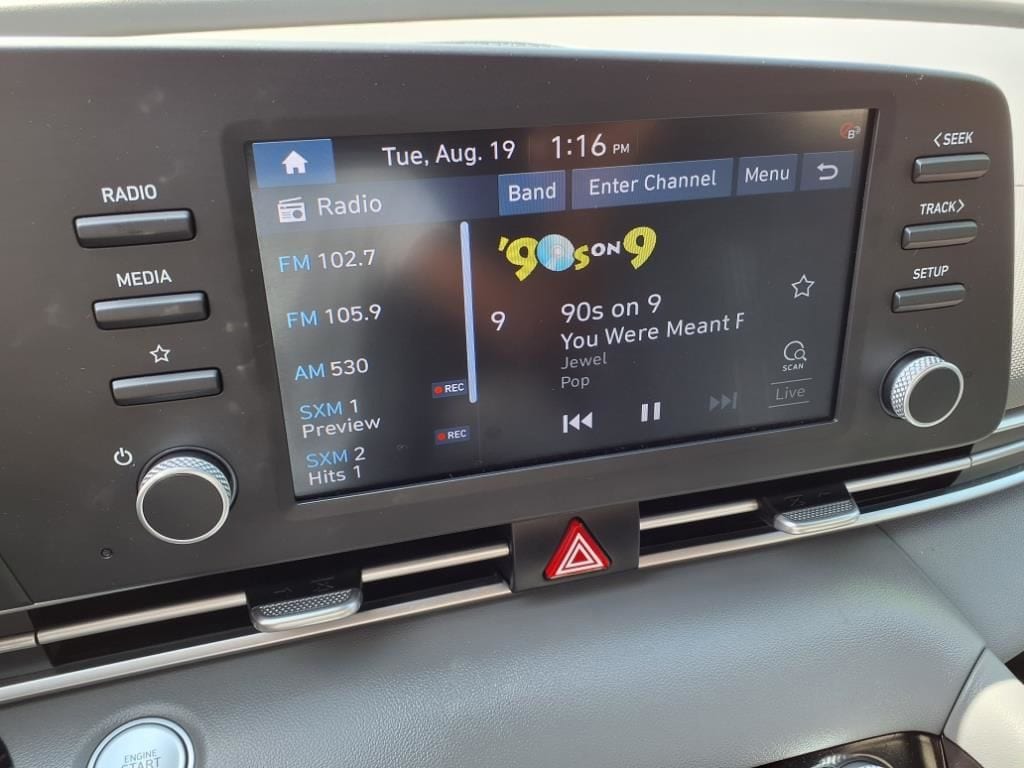 Tue, Aug. 19 1:16 PM
B
Radio Band Enter Channel Menu
FM 102.7
FM 105.9
AM 530
REC
SXM 1
Preview
REC
SXM 2
Hits 1
'90s ON 9
9
90s on 9
You Were Meant F
Jewel
Pop
SCAN
Live
RADIO
MEDIA
<SEEK
TRACK>
SETUP
ENGINE
START